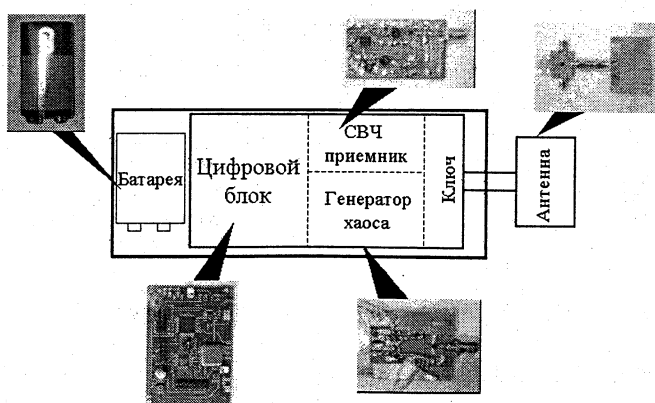 Батарея
Цифровой
блок
СВЧ
приемник
Генератор
хаоса
Ключ
Антенна